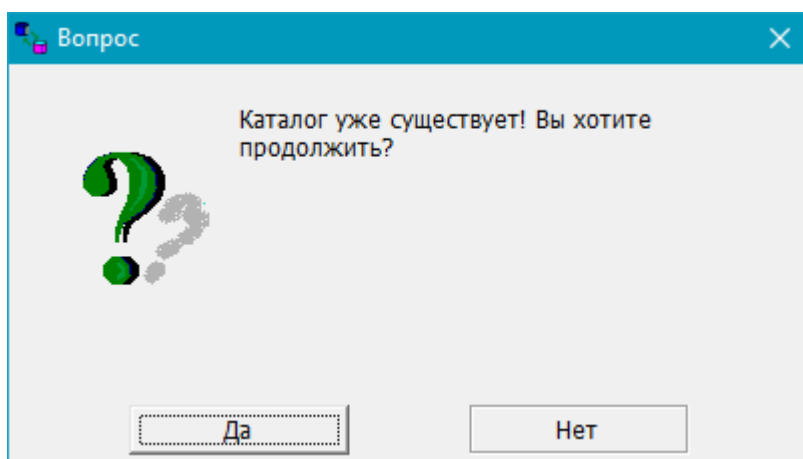 Вопрос
Каталог уже существует! Вы хотите
продолжить?
Да
Нет